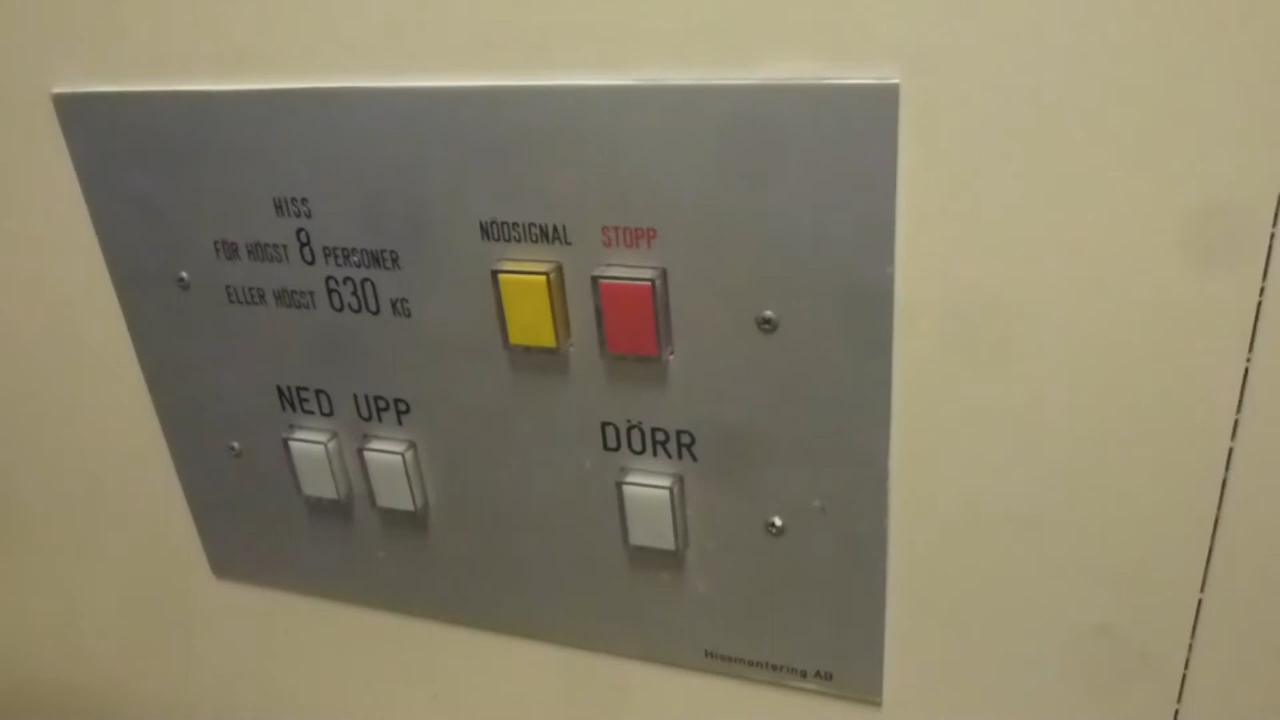 HISS
FÖR HÖGST 8 PERSONER
ELLER HÖGST 630 KG
NÖDSIGNAL STOPP
NED UPP
DÖRR
Hissmontering AB